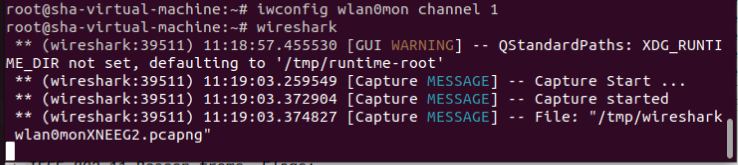 root@sha-virtual-machine:~# iwconfig wlan0mon channel 1
root@sha-virtual-machine:~# wireshark
 ** (wireshark:39511) 11:18:57.455530 [GUI WARNING] -- QStandardPaths: XDG_RUNTI
ME_DIR not set, defaulting to '/tmp/runtime-root'
 ** (wireshark:39511) 11:19:03.259549 [Capture MESSAGE] -- Capture Start ...
 ** (wireshark:39511) 11:19:03.372904 [Capture MESSAGE] -- Capture started
 ** (wireshark:39511) 11:19:03.374827 [Capture MESSAGE] -- File: "/tmp/wireshark
_wlan0monXNEEG2.pcapng"